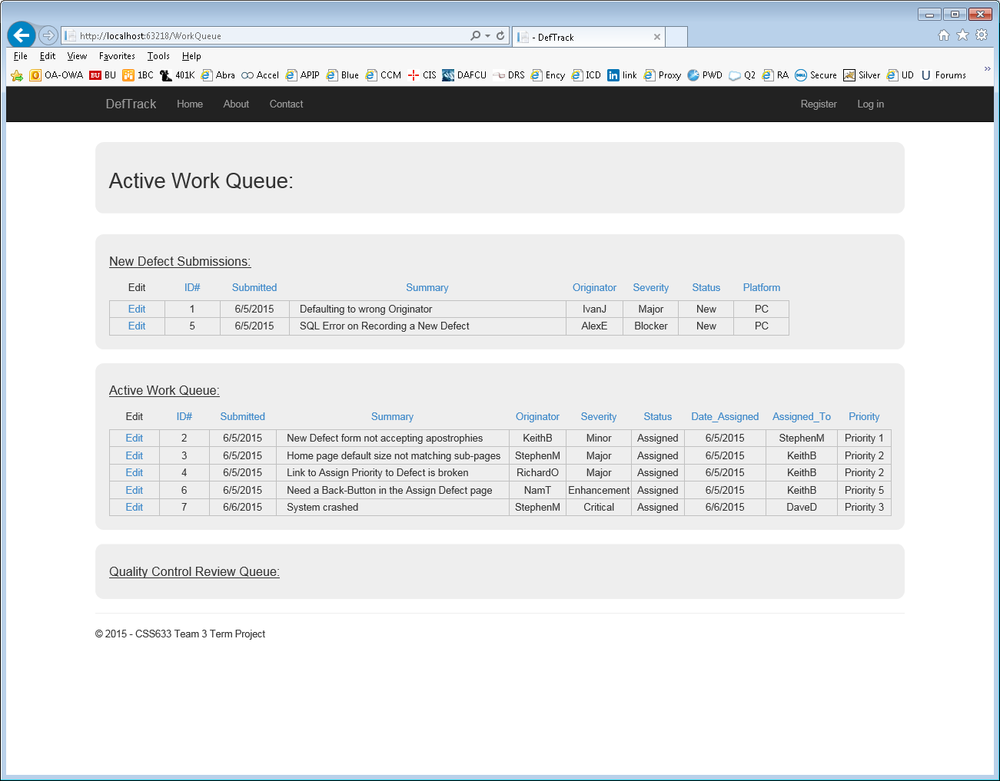 http://localhost:63218/WorkQueue
- DefTrack
File Edit View Favorites Tools Help
OA-OWA BU 1BC 401K Abra Accel APIP Blue CCM CIS DAFCU DRS Ency ICD link Proxy PWD Q2 RA Secure Silver UD Forums
DefTrack Home About Contact Register Log in
Active Work Queue:
New Defect Submissions:
Edit ID# Submitted Summary Originator Severity Status Platform
Edit 1 6/5/2015 Defaulting to wrong Originator IvanJ Major New PC
Edit 5 6/5/2015 SQL Error on Recording a New Defect AlexE Blocker New PC
Active Work Queue:
Edit ID# Submitted Summary Originator Severity Status Date_Assigned Assigned_To Priority
Edit 2 6/5/2015 New Defect form not accepting apostrophies KeithB Minor Assigned 6/5/2015 StephenM Priority 1
Edit 3 6/5/2015 Home page default size not matching sub-pages StephenM Major Assigned 6/5/2015 KeithB Priority 2
Edit 4 6/5/2015 Link to Assign Priority to Defect is broken RichardO Major Assigned 6/5/2015 KeithB Priority 2
Edit 6 6/5/2015 Need a Back-Button in the Assign Defect page NamT Enhancement Assigned 6/5/2015 KeithB Priority 5
Edit 7 6/6/2015 System crashed StephenM Critical Assigned 6/6/2015 DaveD Priority 3
Quality Control Review Queue:
© 2015 - CSS633 Team 3 Term Project